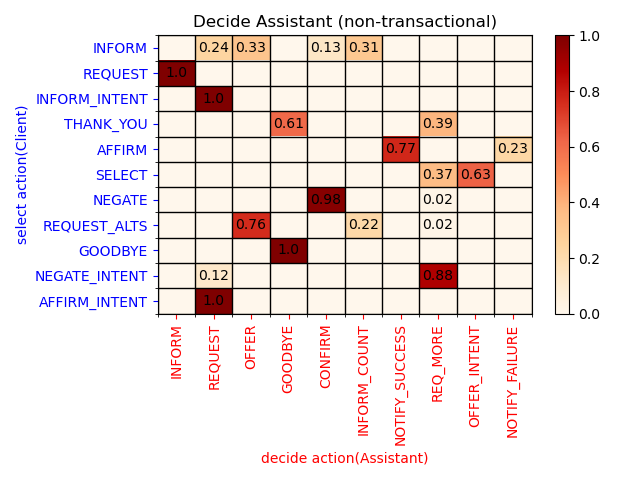 Decide Assistant (non-transactional)
select action(Client)
INFORM 0.24 0.33 0.13 0.31
REQUEST 1.0
INFORM_INTENT 1.0
THANK_YOU 0.61 0.39
AFFIRM 0.77 0.23
SELECT 0.37 0.63
NEGATE 0.98 0.02
REQUEST_ALTS 0.76 0.22 0.02
GOODBYE 1.0
NEGATE_INTENT 0.12 0.88
AFFIRM_INTENT 1.0
INFORM
REQUEST
OFFER
GOODBYE
CONFIRM
INFORM_COUNT
NOTIFY_SUCCESS
REQ_MORE
OFFER_INTENT
NOTIFY_FAILURE
decide action(Assistant)
1.0
0.8
0.6
0.4
0.2
0.0